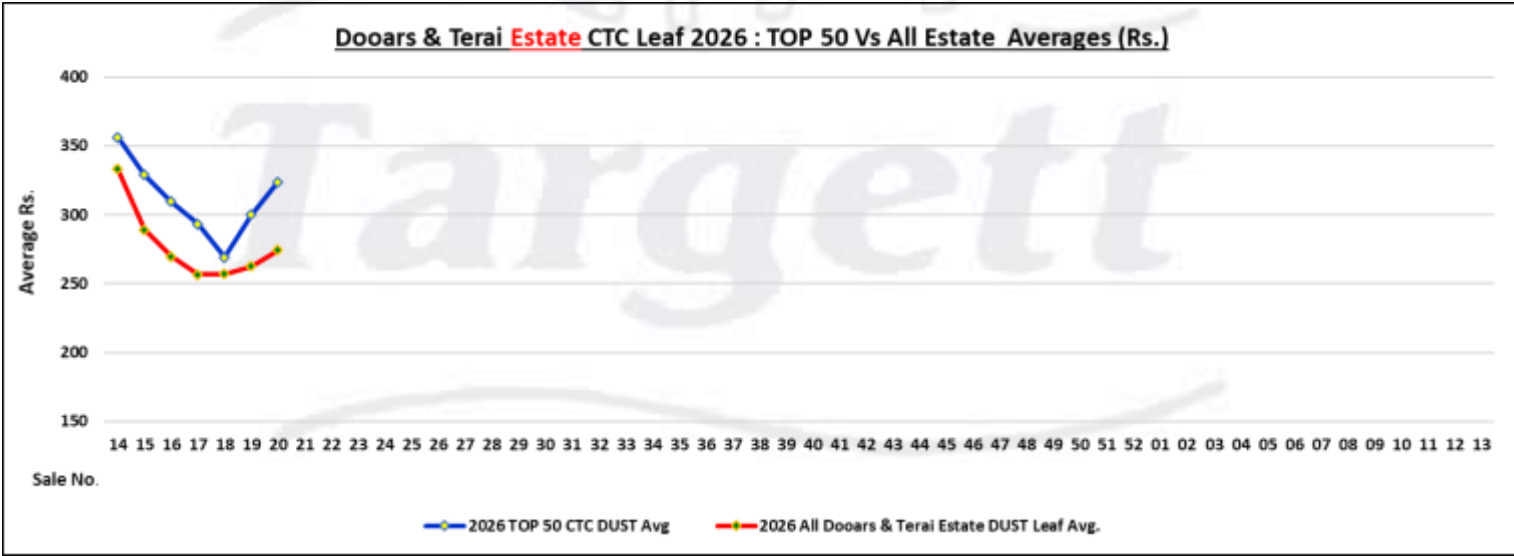 Dooars & Terai Estate CTC Leaf 2026 : TOP 50 Vs All Estate Averages (Rs.)
400
350
300
250
200
150
Average Rs.
Targett
14 15 16 17 18 19 20 21 22 23 24 25 26 27 28 29 30 31 32 33 34 35 36 37 38 39 40 41 42 43 44 45 46 47 48 49 50 51 52 01 02 03 04 05 06 07 08 09 10 11 12 13
Sale No.
2026 TOP 50 CTC DUST Avg
2026 All Dooars & Terai Estate DUST Leaf Avg.